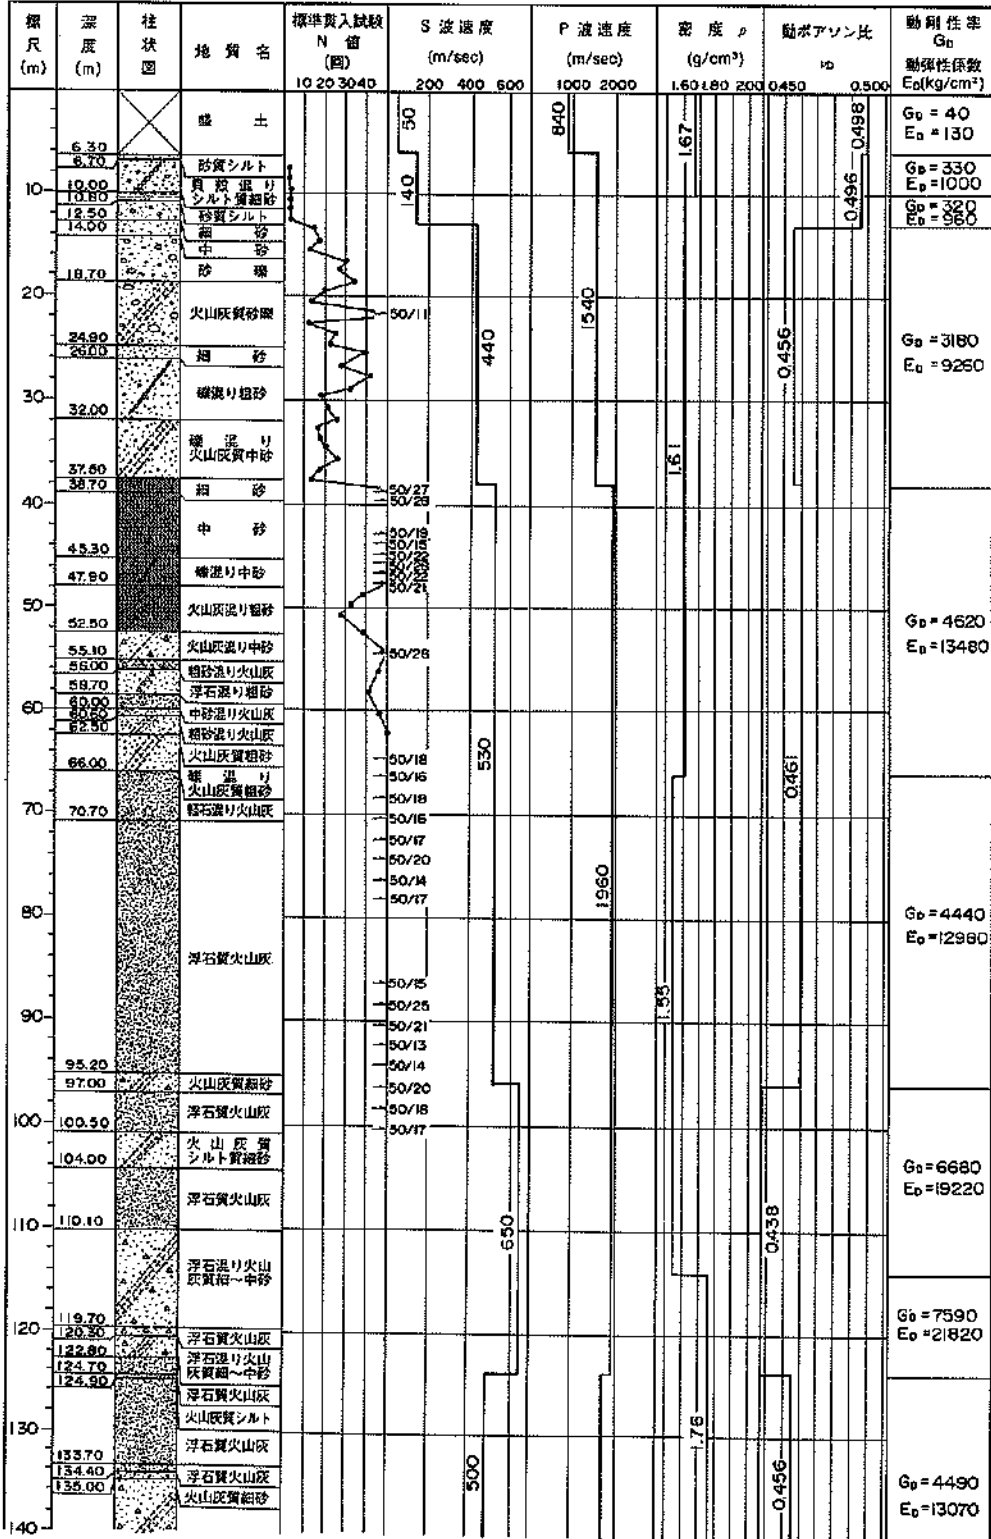 標尺(m)
深度(m)
柱状図
地質名
標準貫入試験 N値 (回)
10 20 30 40
S波速度 (m/sec)
200 400 600
P波速度 (m/sec)
1000 2000
密度 ρ (g/cm³)
1.60 1.80 2.00
動ポアソン比 νD
0.450 0.500
動剛性率 GD
動弾性係数 ED(kg/cm²)
10
20
30
40
50
60
70
80
90
100
110
120
130
140
6.30
6.70
10.00
10.80
12.50
14.00
18.70
24.90
26.00
32.00
37.60
38.70
45.30
47.90
52.50
55.10
56.00
58.70
60.00
62.50
66.00
70.70
95.20
97.00
100.50
104.00
110.10
119.70
120.30
122.80
124.70
124.90
133.70
134.40
135.00
盛土
砂質シルト
貝殻混り
シルト質細砂
砂質シルト
細砂
中砂
砂礫
火山灰質砂礫
細砂
礫混り粗砂
礫混り
火山灰質中砂
細砂
中砂
礫混り中砂
火山灰混り粗砂
火山灰混り中砂
粗砂混り火山灰
浮石混り粗砂
中砂混り火山灰
粗砂混り火山灰
火山灰質粗砂
礫混り
火山灰質粗砂
軽石混り火山灰
浮石質火山灰
火山灰質細砂
浮石質火山灰
火山灰質
シルト質細砂
浮石質火山灰
浮石混り火山
灰質細~中砂
浮石質火山灰
浮石混り火山
灰質細~中砂
浮石質火山灰
火山灰質シルト
浮石質火山灰
浮石質火山灰
火山灰質細砂
50/11
50/27
50/28
50/19
50/15
50/21
50/26
50/18
50/16
50/18
50/16
50/17
50/20
50/14
50/17
50/15
50/25
50/21
50/13
50/14
50/20
50/18
50/17
50
140
440
530
650
500
840
1540
1960
1.67
1.61
1.55
1.76
0.498
0.496
0.456
0.461
0.438
0.456
GD = 40
ED = 130
GD = 330
ED = 1000
GD = 320
ED = 960
GD = 3180
ED = 9260
GD = 4620
ED = 13480
GD = 4440
ED = 12980
GD = 6680
ED = 19220
GD = 7590
ED = 21820
GD = 4490
ED = 13070